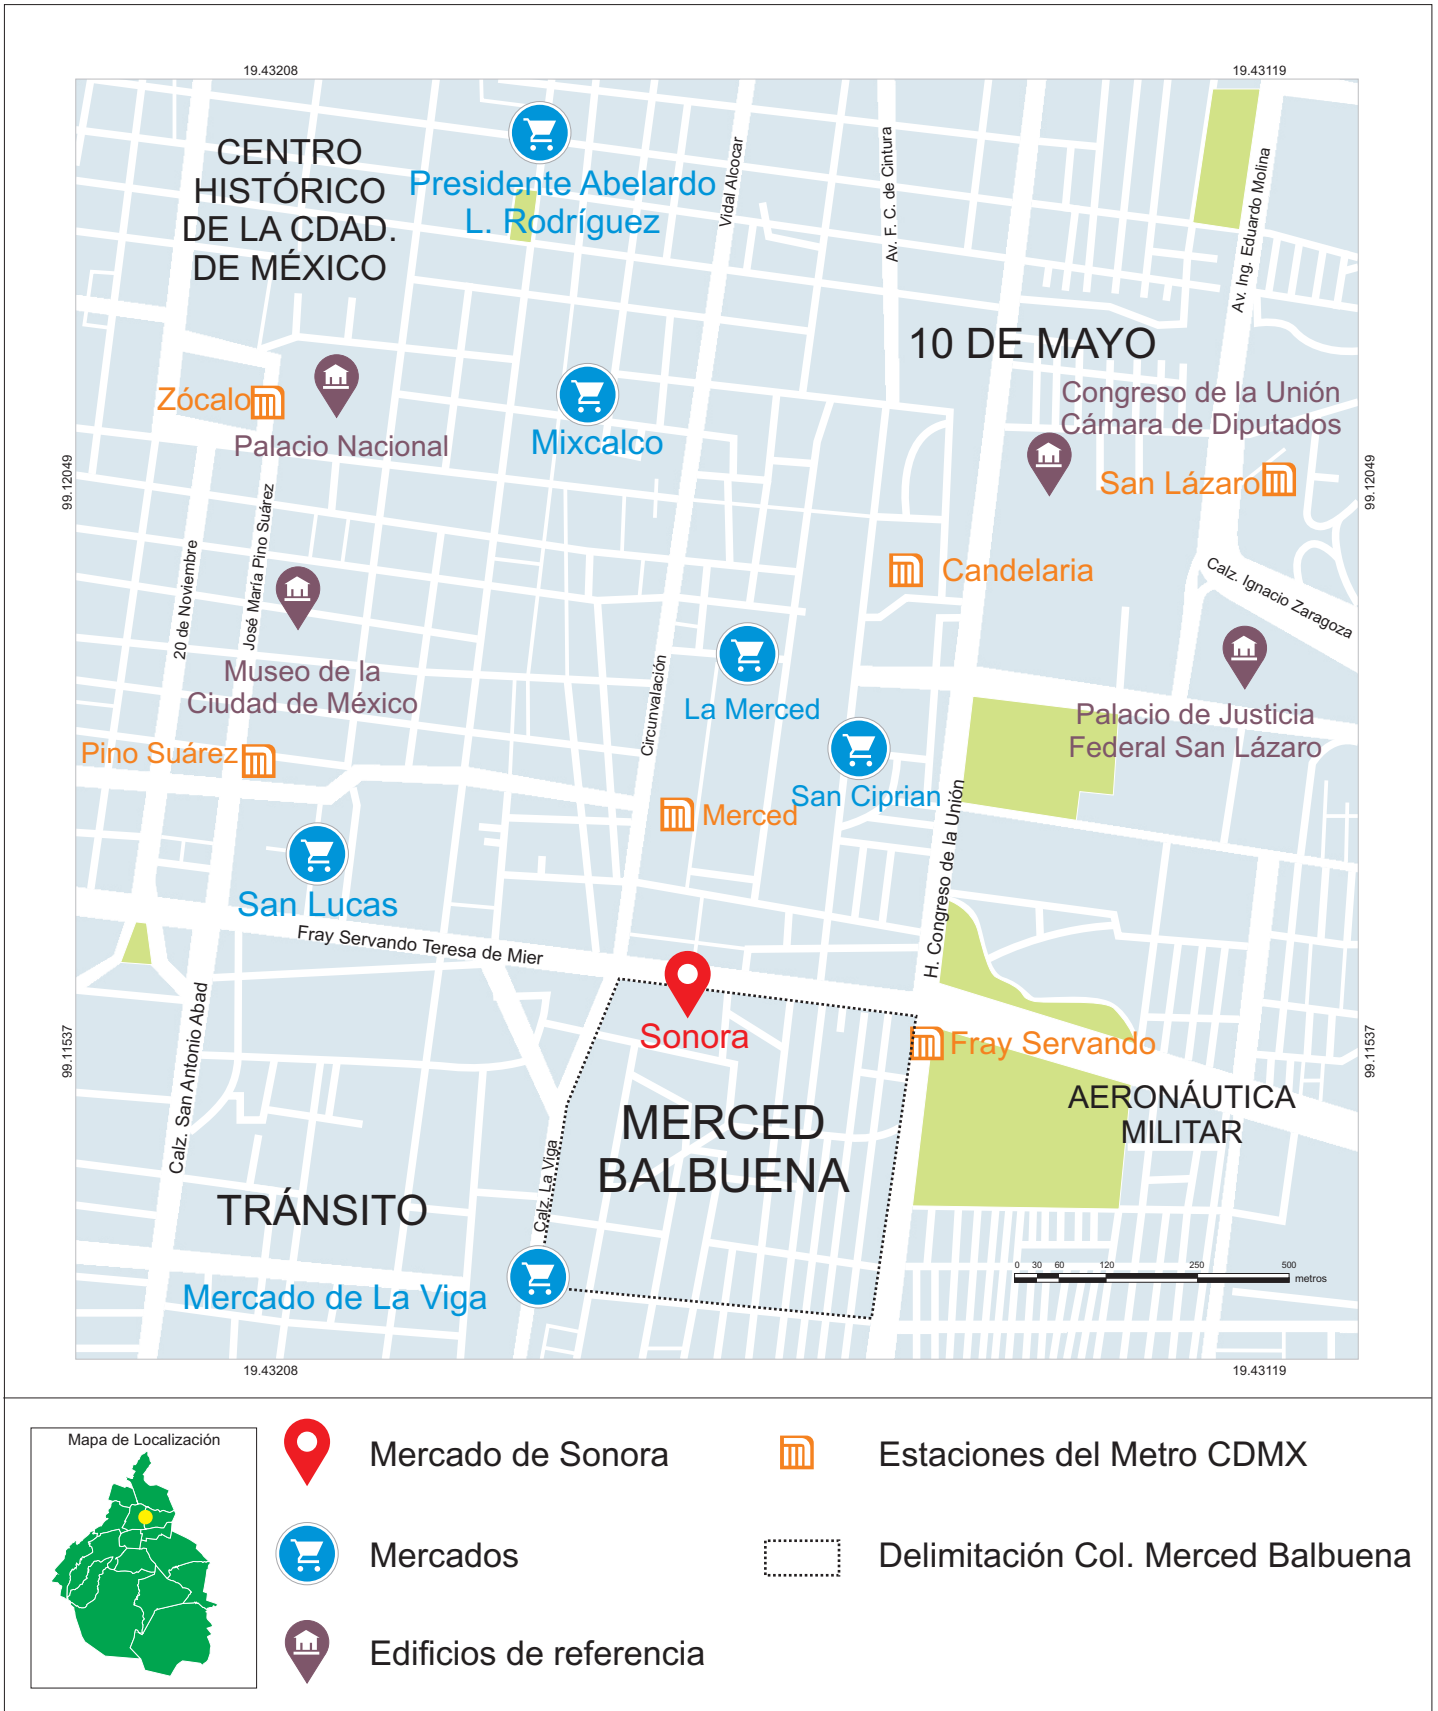 19.43208
19.43119
CENTRO
HISTÓRICO
DE LA CDAD.
DE MÉXICO
Presidente Abelardo
L. Rodríguez
Vidal Alcocar
Av. F. C. de Cintura
Av. Ing. Eduardo Molina
10 DE MAYO
Zócalo
Palacio Nacional
Mixcalco
Congreso de la Unión
Cámara de Diputados
San Lázaro
99.12049
99.12049
20 de Noviembre
José María Pino Suárez
Candelaria
Calz. Ignacio Zaragoza
Museo de la
Ciudad de México
Circunvalación
La Merced
Palacio de Justicia
Federal San Lázaro
Pino Suárez
San Ciprian
Merced
H. Congreso de la Unión
San Lucas
Fray Servando Teresa de Mier
Sonora
Fray Servando
99.11537
99.11537
Calz. San Antonio Abad
MERCED
BALBUENA
AERONÁUTICA
MILITAR
Calz. La Viga
TRÁNSITO
Mercado de La Viga
0 30 60 120 250 500
metros
19.43208
19.43119
Mapa de Localización
Mercado de Sonora
Estaciones del Metro CDMX
Mercados
Delimitación Col. Merced Balbuena
Edificios de referencia